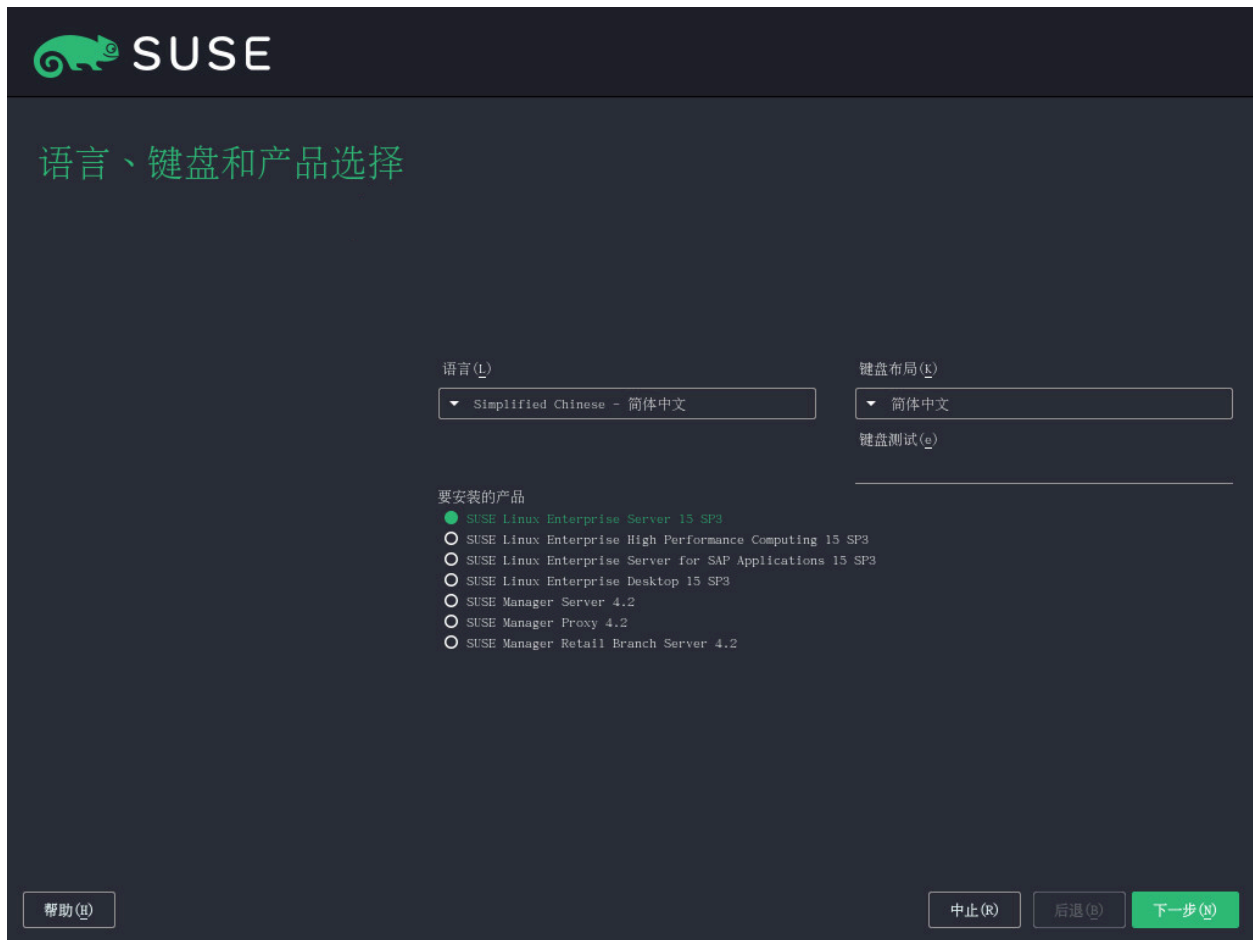 SUSE
语言、键盘和产品选择
语言(L)
键盘布局(K)
Simplified Chinese - 简体中文
简体中文
键盘测试(e)
要安装的产品
SUSE Linux Enterprise Server 15 SP3
SUSE Linux Enterprise High Performance Computing 15 SP3
SUSE Linux Enterprise Server for SAP Applications 15 SP3
SUSE Linux Enterprise Desktop 15 SP3
SUSE Manager Server 4.2
SUSE Manager Proxy 4.2
SUSE Manager Retail Branch Server 4.2
帮助(H)
中止(R)
后退(B)
下一步(N)